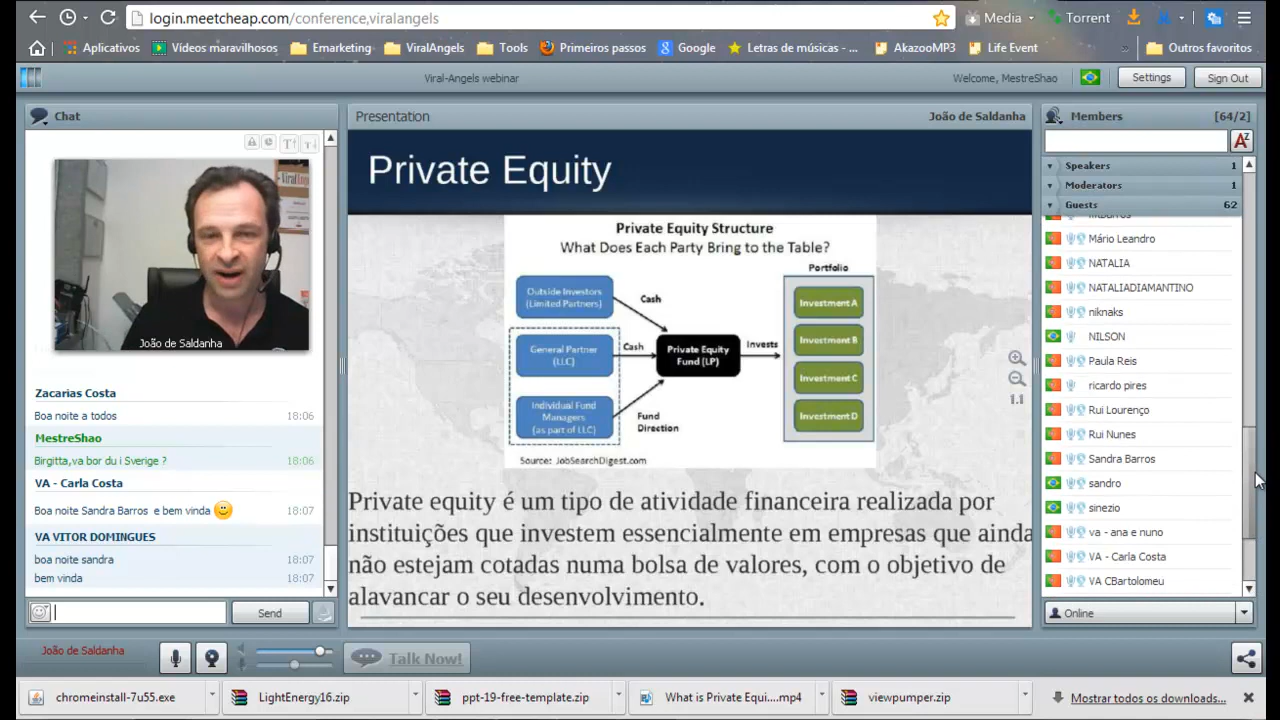 login.meetcheap.com/conference,viralangels
Media
Torrent
Aplicativos
Vídeos maravilhosos
Emarketing
ViralAngels
Tools
Primeiros passos
Google
Letras de músicas - ...
AkazooMP3
Life Event
»
Outros favoritos
Viral-Angels webinar
Welcome, MestreShao
Settings
Sign Out
Chat
João de Saldanha
Zacarias Costa
Boa noite a todos 18:06
MestreShao
Birgitta,va bor du i Sverige ? 18:06
VA - Carla Costa
Boa noite Sandra Barros e bem vinda 18:07
VA VITOR DOMINGUES
boa noite sandra 18:07
bem vinda 18:07
Send
Presentation
João de Saldanha
Private Equity
Private Equity Structure
What Does Each Party Bring to the Table?
Portfolio
Outside Investors
(Limited Partners)
Cash
General Partner
(LLC)
Cash
Individual Fund
Managers
(as part of LLC)
Fund
Direction
Private Equity
Fund (LP)
Invests
Investment A
Investment B
Investment C
Investment D
Source: JobSearchDigest.com
Private equity é um tipo de atividade financeira realizada por
instituições que investem essencialmente em empresas que ainda
não estejam cotadas numa bolsa de valores, com o objetivo de
alavancar o seu desenvolvimento.
1:1
Members [64/2]
Speakers 1
Moderators 1
Guests 62
Mário Leandro
NATALIA
NATALIADIAMANTINO
niknaks
NILSON
Paula Reis
ricardo pires
Rui Lourenço
Rui Nunes
Sandra Barros
sandro
sinezio
va - ana e nuno
VA - Carla Costa
VA CBartolomeu
Online
João de Saldanha
Talk Now!
chromeinstall-7u55.exe
LightEnergy16.zip
ppt-19-free-template.zip
What is Private Equi....mp4
viewpumper.zip
Mostrar todos os downloads...